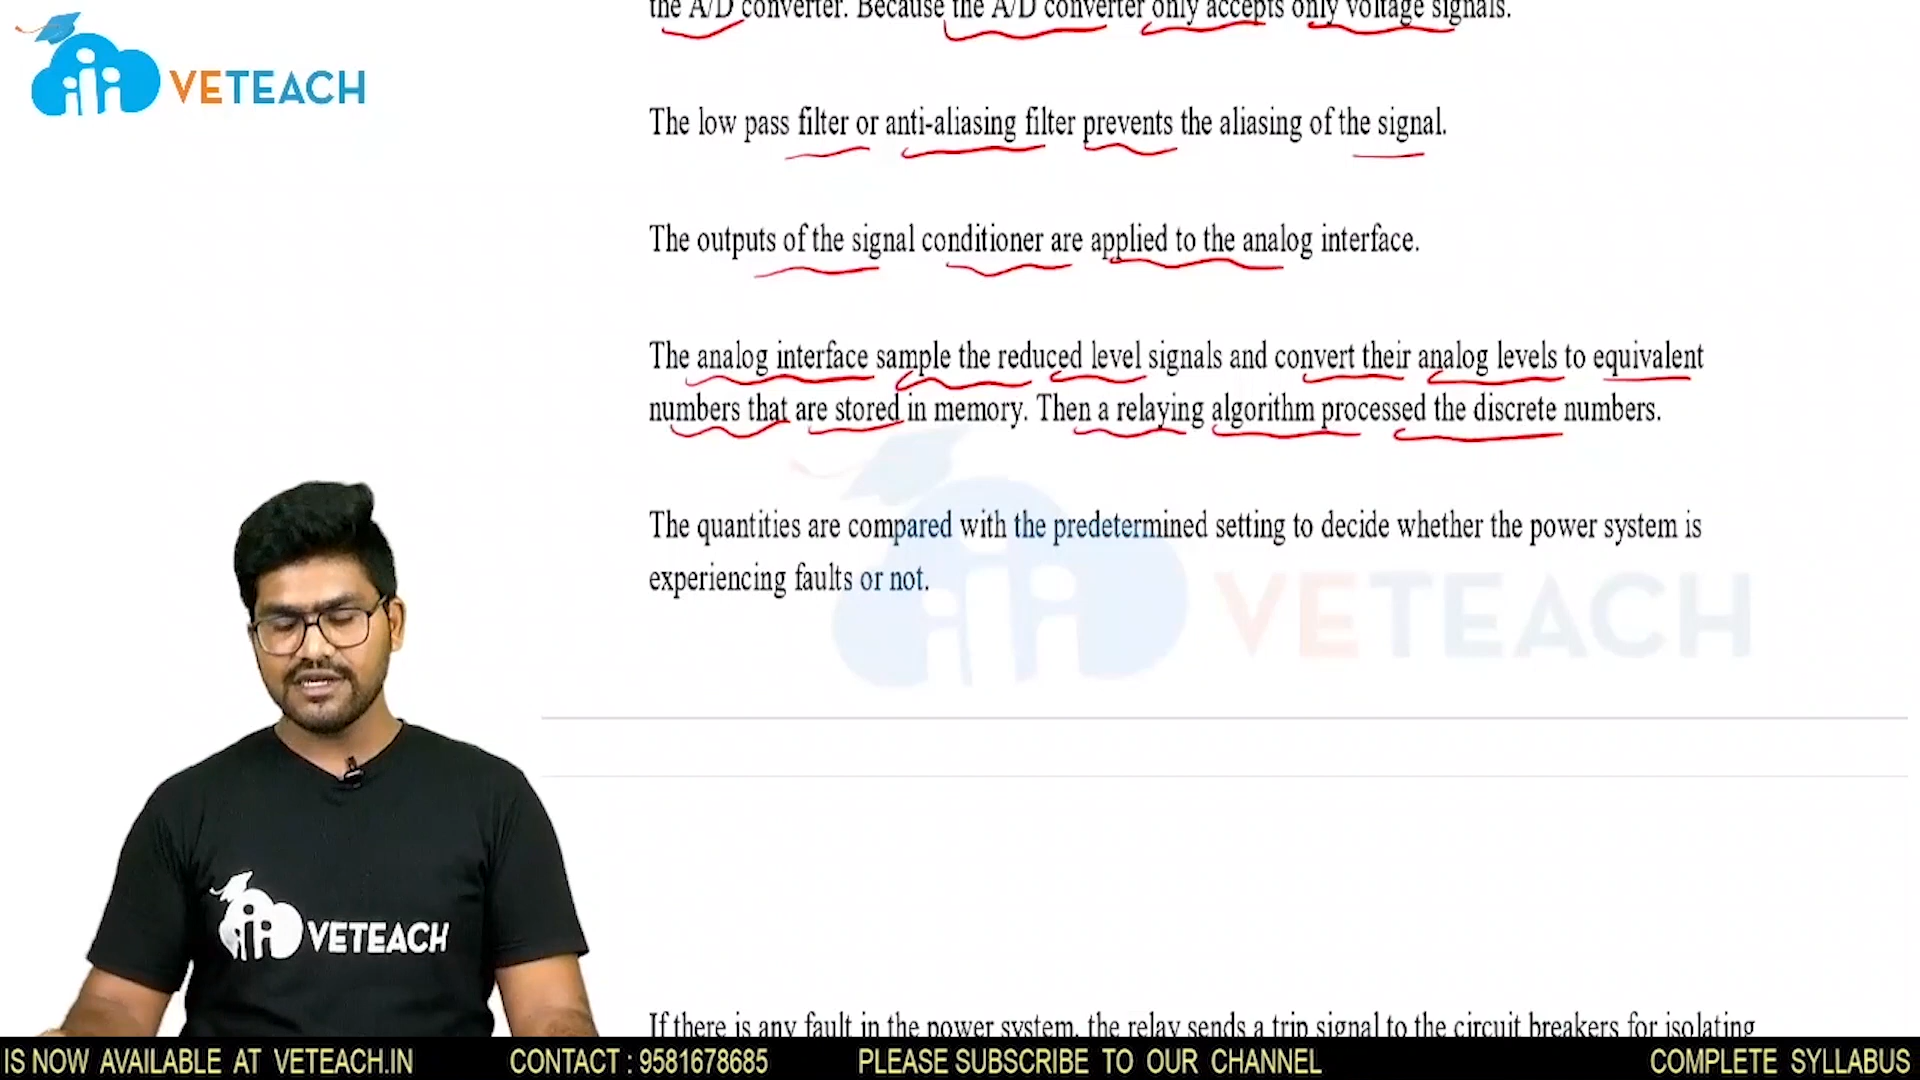 the A/D converter. Because the A/D converter only accepts only voltage signals.
VETEACH
The low pass filter or anti-aliasing filter prevents the aliasing of the signal.
The outputs of the signal conditioner are applied to the analog interface.
The analog interface sample the reduced level signals and convert their analog levels to equivalent
numbers that are stored in memory. Then a relaying algorithm processed the discrete numbers.
The quantities are compared with the predetermined setting to decide whether the power system is
experiencing faults or not.
VETEACH
VETEACH
If there is any fault in the power system, the relay sends a trip signal to the circuit breakers for isolating
IS NOW AVAILABLE AT VETEACH.IN CONTACT : 9581678685 PLEASE SUBSCRIBE TO OUR CHANNEL COMPLETE SYLLABUS